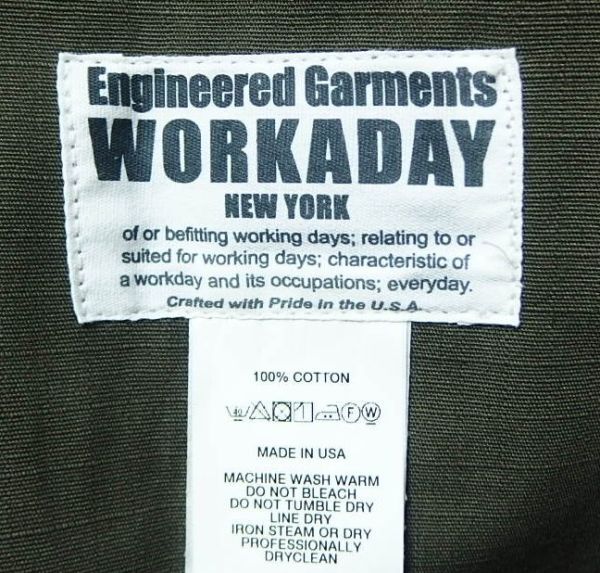 Engineered Garments
WORKADAY
NEW YORK
of or befitting working days; relating to or
suited for working days; characteristic of
a workday and its occupations; everyday.
Crafted with Pride in the U.S.A.
100% COTTON
F W
MADE IN USA
MACHINE WASH WARM
DO NOT BLEACH
DO NOT TUMBLE DRY
LINE DRY
IRON STEAM OR DRY
PROFESSIONALLY
DRYCLEAN